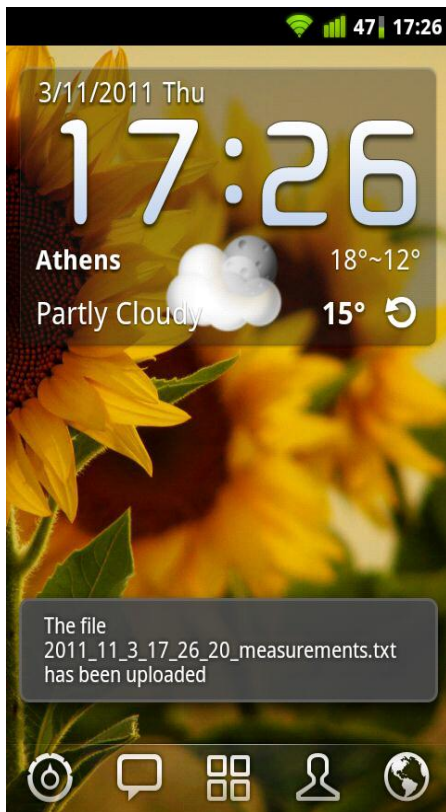 47 17:26
3/11/2011 Thu
17:26
Athens 18°~12°
Partly Cloudy 15°
The file
2011_11_3_17_26_20_measurements.txt
has been uploaded